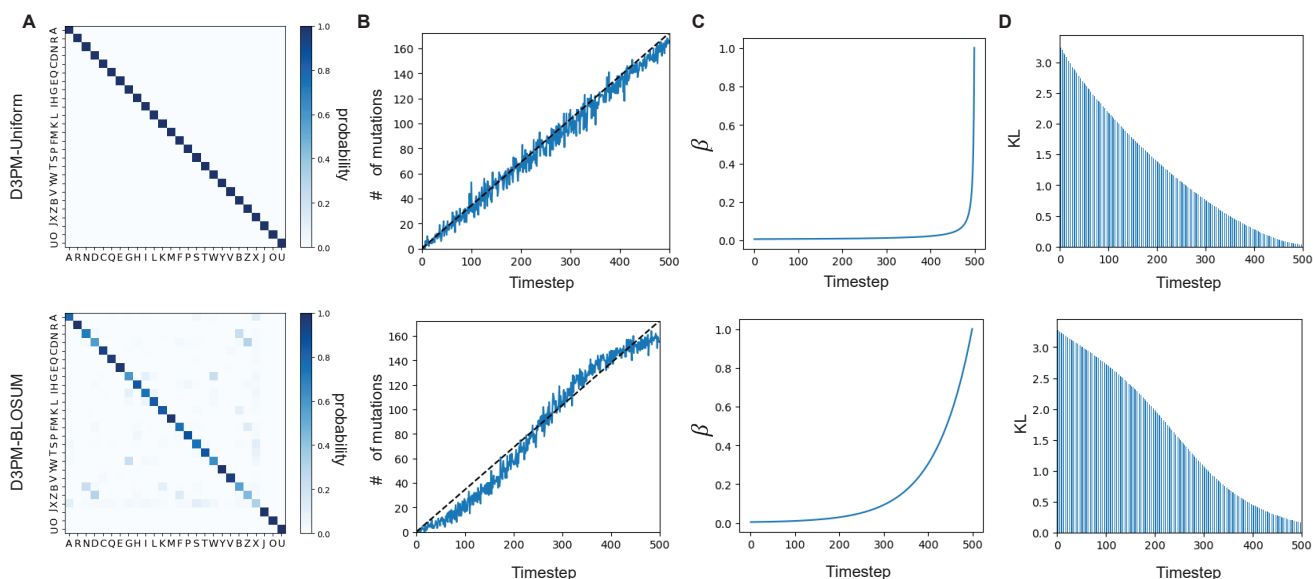 A
B
C
D
D3PM-Uniform
U O J X Z B V Y W T S P F M K L I H G E Q C D N R A
A R N D C Q E G H I L K M F P S T W Y V B Z X J O U
1.0
0.8
0.6
0.4
0.2
0.0
probability
# of mutations
160
140
120
100
80
60
40
20
0
0 100 200 300 400 500
Timestep
β
1.0
0.8
0.6
0.4
0.2
0.0
0 100 200 300 400 500
Timestep
KL
3.0
2.5
2.0
1.5
1.0
0.5
0.0
0 100 200 300 400 500
Timestep
D3PM-BLOSUM
U O J X Z B V Y W T S P F M K L I H G E Q C D N R A
A R N D C Q E G H I L K M F P S T W Y V B Z X J O U
1.0
0.8
0.6
0.4
0.2
0.0
probability
# of mutations
160
140
120
100
80
60
40
20
0
0 100 200 300 400 500
Timestep
β
1.0
0.8
0.6
0.4
0.2
0.0
0 100 200 300 400 500
Timestep
KL
3.0
2.5
2.0
1.5
1.0
0.5
0.0
0 100 200 300 400 500
Timestep